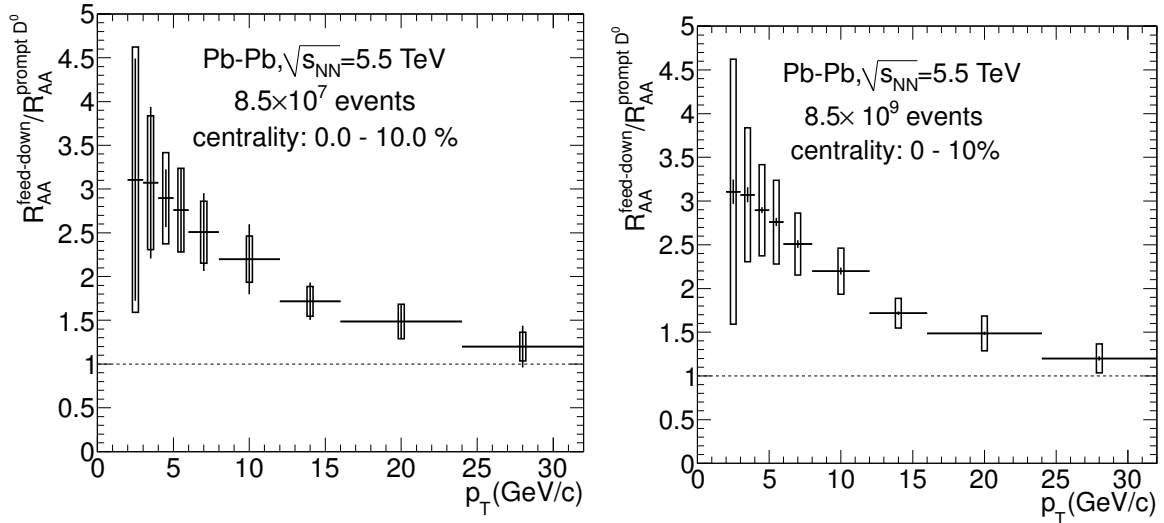 R_AA^feed-down/R_AA^prompt D^0
5
4.5
4
3.5
3
2.5
2
1.5
1
0.5
0
Pb-Pb,√s_NN=5.5 TeV
8.5×10^7 events
centrality: 0.0 - 10.0 %
0 5 10 15 20 25 30
p_T(GeV/c)
R_AA^feed-down/R_AA^prompt D^0
5
4.5
4
3.5
3
2.5
2
1.5
1
0.5
0
Pb-Pb,√s_NN=5.5 TeV
8.5× 10^9 events
centrality: 0 - 10%
0 5 10 15 20 25 30
p_T(GeV/c)